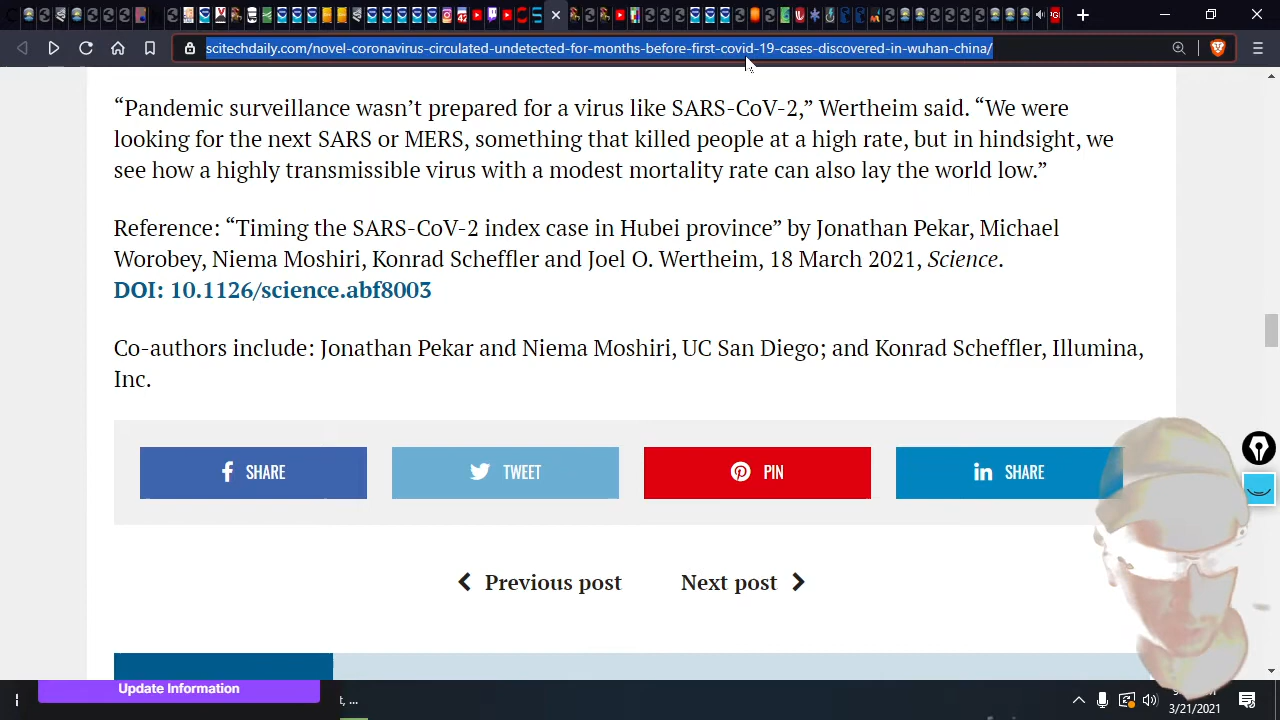 scitechdaily.com/novel-coronavirus-circulated-undetected-for-months-before-first-covid-19-cases-discovered-in-wuhan-china/
“Pandemic surveillance wasn’t prepared for a virus like SARS-CoV-2,” Wertheim said. “We were
looking for the next SARS or MERS, something that killed people at a high rate, but in hindsight, we
see how a highly transmissible virus with a modest mortality rate can also lay the world low.”
Reference: “Timing the SARS-CoV-2 index case in Hubei province” by Jonathan Pekar, Michael
Worobey, Niema Moshiri, Konrad Scheffler and Joel O. Wertheim, 18 March 2021, Science.
DOI: 10.1126/science.abf8003
Co-authors include: Jonathan Pekar and Niema Moshiri, UC San Diego; and Konrad Scheffler, Illumina,
Inc.
SHARE
TWEET
PIN
SHARE
Previous post
Next post
Update Information
t, ...
3/21/2021